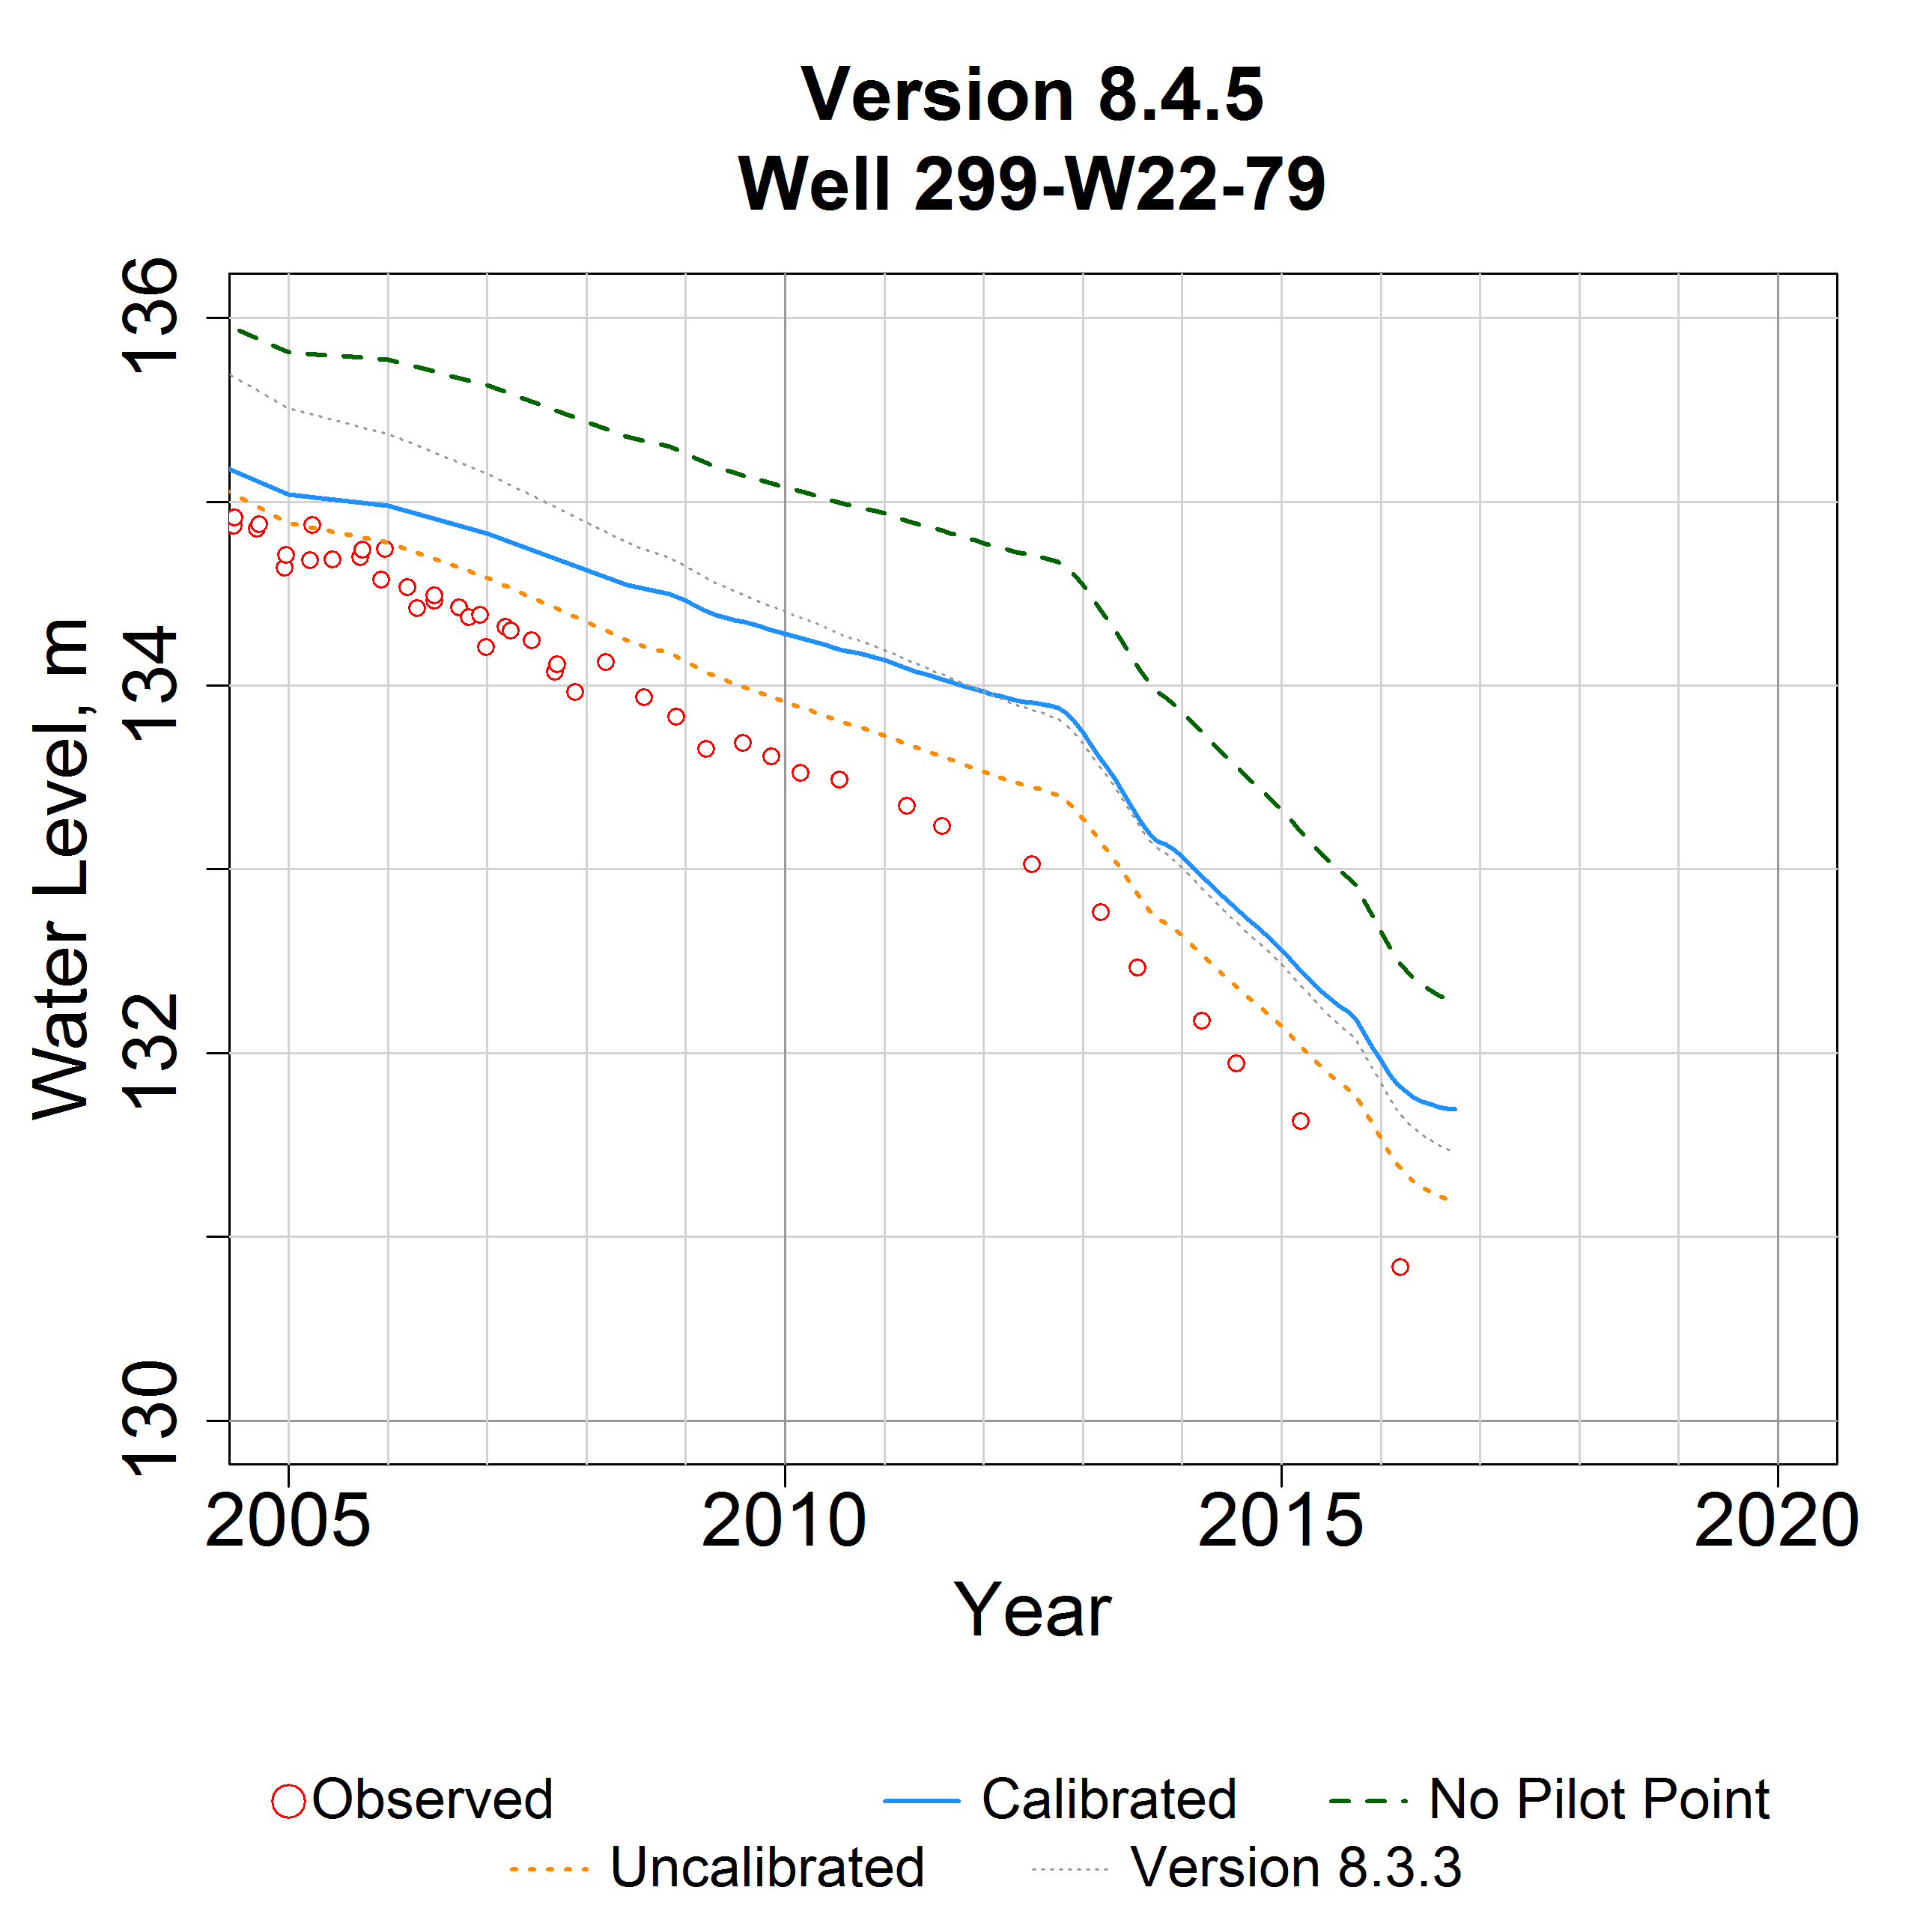 Version 8.4.5
Well 299-W22-79
Water Level, m
136
134
132
130
2005 2010 2015 2020
Year
Observed Calibrated No Pilot Point
Uncalibrated Version 8.3.3